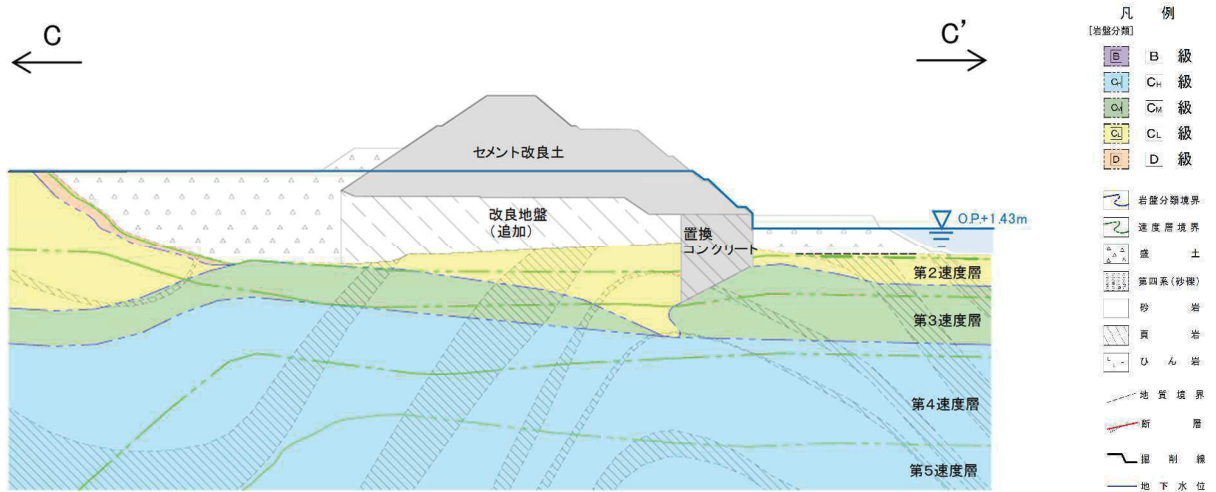 C
C'
セメント改良土
改良地盤
(追加)
置換
コンクリート
O.P.+1.43m
第2速度層
第3速度層
第4速度層
第5速度層
凡 例
[岩盤分類]
B B 級
CH CH 級
CM CM 級
CL CL 級
D D 級
岩盤分類境界
速度層境界
盛 土
第四系(砂礫)
砂 岩
頁 岩
ひ ん 岩
地 質 境 界
断 層
掘 削 線
地 下 水 位